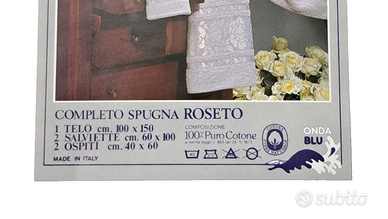 COMPLETO SPUGNA ROSETO
1 TELO cm. 100 x 150
2 SALVIETTE cm. 60 x 100
2 OSPITI cm. 40 x 60
COMPOSIZIONE
100% Puro Cotone
MADE IN ITALY
ONDA
BLU
subito